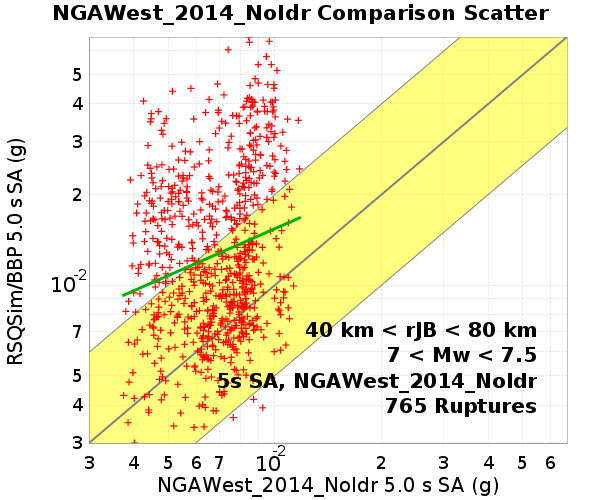 NGAWest_2014_NoIdr Comparison Scatter
RSQSim/BBP 5.0 s SA (g)
5
4
3
2
10-2
7
5
4
3
40 km < rJB < 80 km
7 < Mw < 7.5
5s SA, NGAWest_2014_NoIdr
765 Ruptures
3 4 5 6 7 10-2 2 3 4 5 6
NGAWest_2014_NoIdr 5.0 s SA (g)